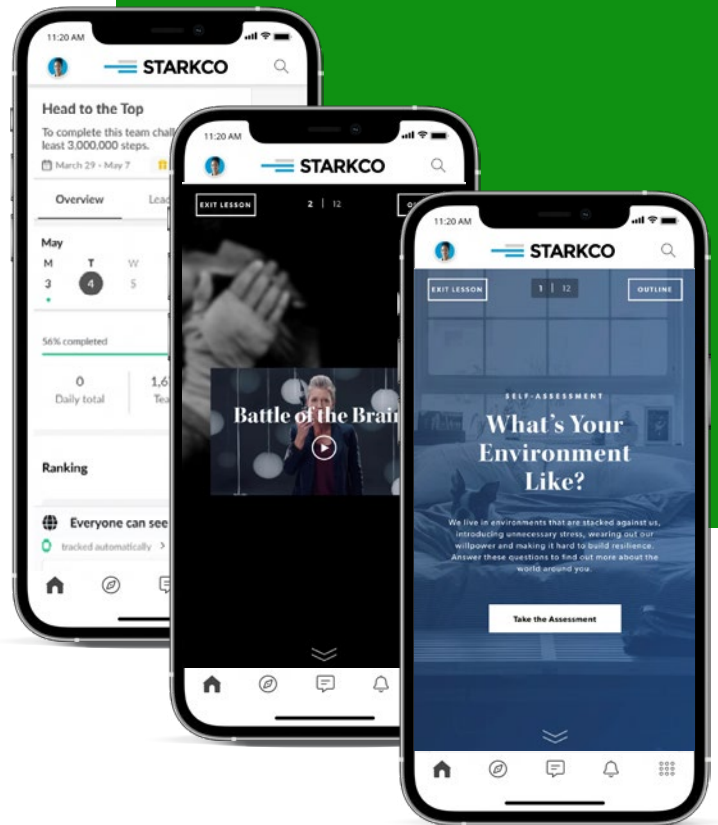 11:20 AM
STARKCO
Head to the Top
To complete this team chall
least 3,000,000 steps.
March 29 - May 7
Overview Lead
May
M T W
3 4 5
56% completed
0 1,6
Daily total Tea
Ranking
Everyone can see
tracked automatically >
11:20 AM
STARKCO
EXIT LESSON 2 | 12
Battle of the Brain
11:20 AM
STARKCO
EXIT LESSON 1 | 12 OUTLINE
SELF-ASSESSMENT
What's Your
Environment
Like?
We live in environments that are stacked against us,
introducing unnecessary stress, wearing out our
willpower and making it hard to build resilience.
Answer these questions to find out more about the
world around you.
Take the Assessment